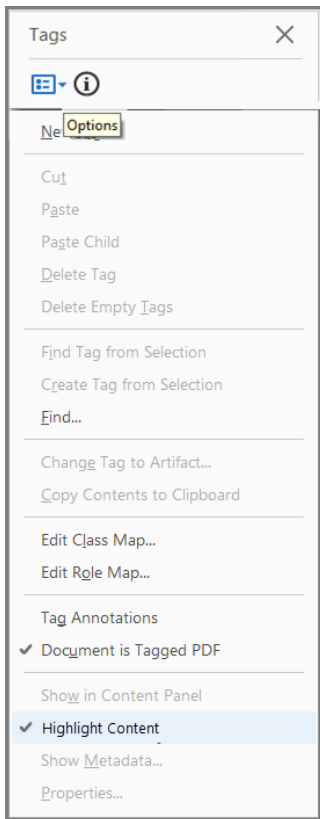 Tags
Options
Ne
Cut
Paste
Paste Child
Delete Tag
Delete Empty Tags
Find Tag from Selection
Create Tag from Selection
Find...
Change Tag to Artifact...
Copy Contents to Clipboard
Edit Class Map...
Edit Role Map...
Tag Annotations
Document is Tagged PDF
Show in Content Panel
Highlight Content
Show Metadata...
Properties...